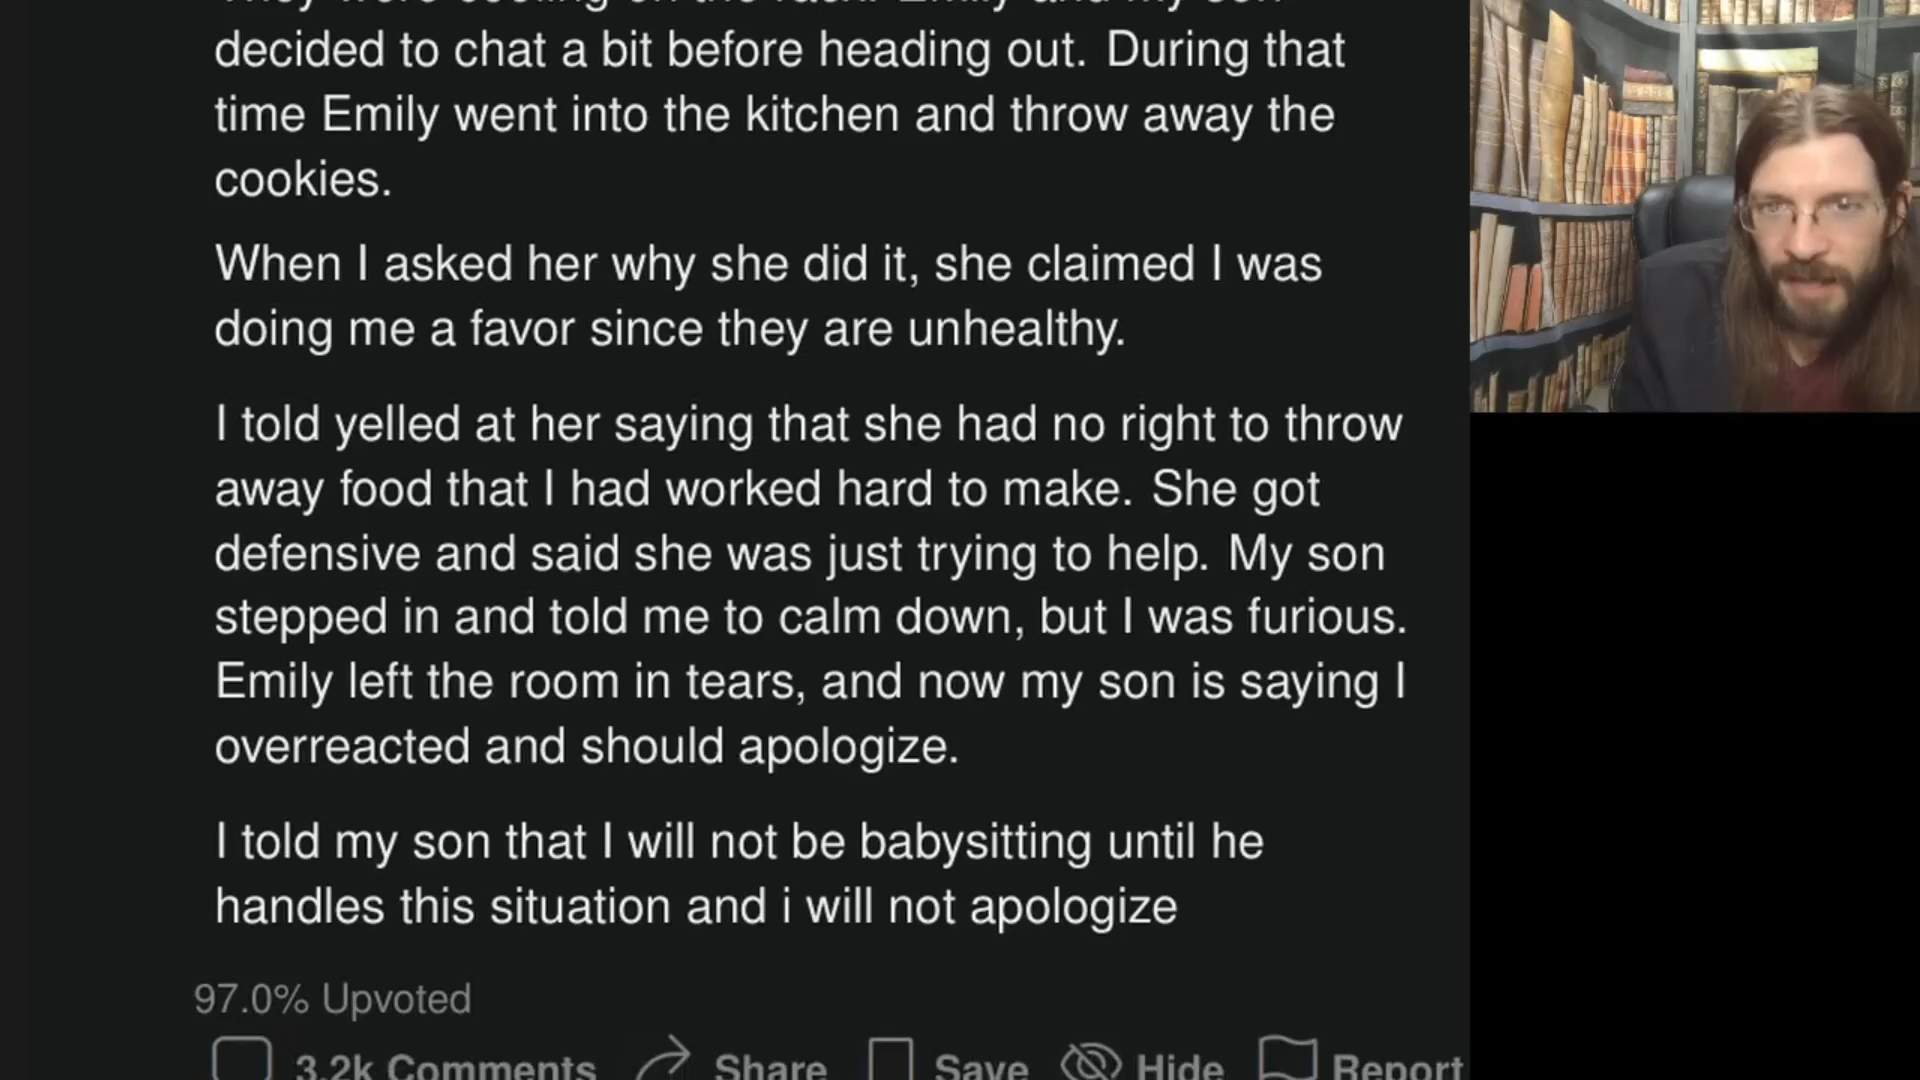 decided to chat a bit before heading out. During that
time Emily went into the kitchen and throw away the
cookies.
When I asked her why she did it, she claimed I was
doing me a favor since they are unhealthy.
I told yelled at her saying that she had no right to throw
away food that I had worked hard to make. She got
defensive and said she was just trying to help. My son
stepped in and told me to calm down, but I was furious.
Emily left the room in tears, and now my son is saying I
overreacted and should apologize.
I told my son that I will not be babysitting until he
handles this situation and i will not apologize
97.0% Upvoted
3.2k Comments Share Save Hide Report